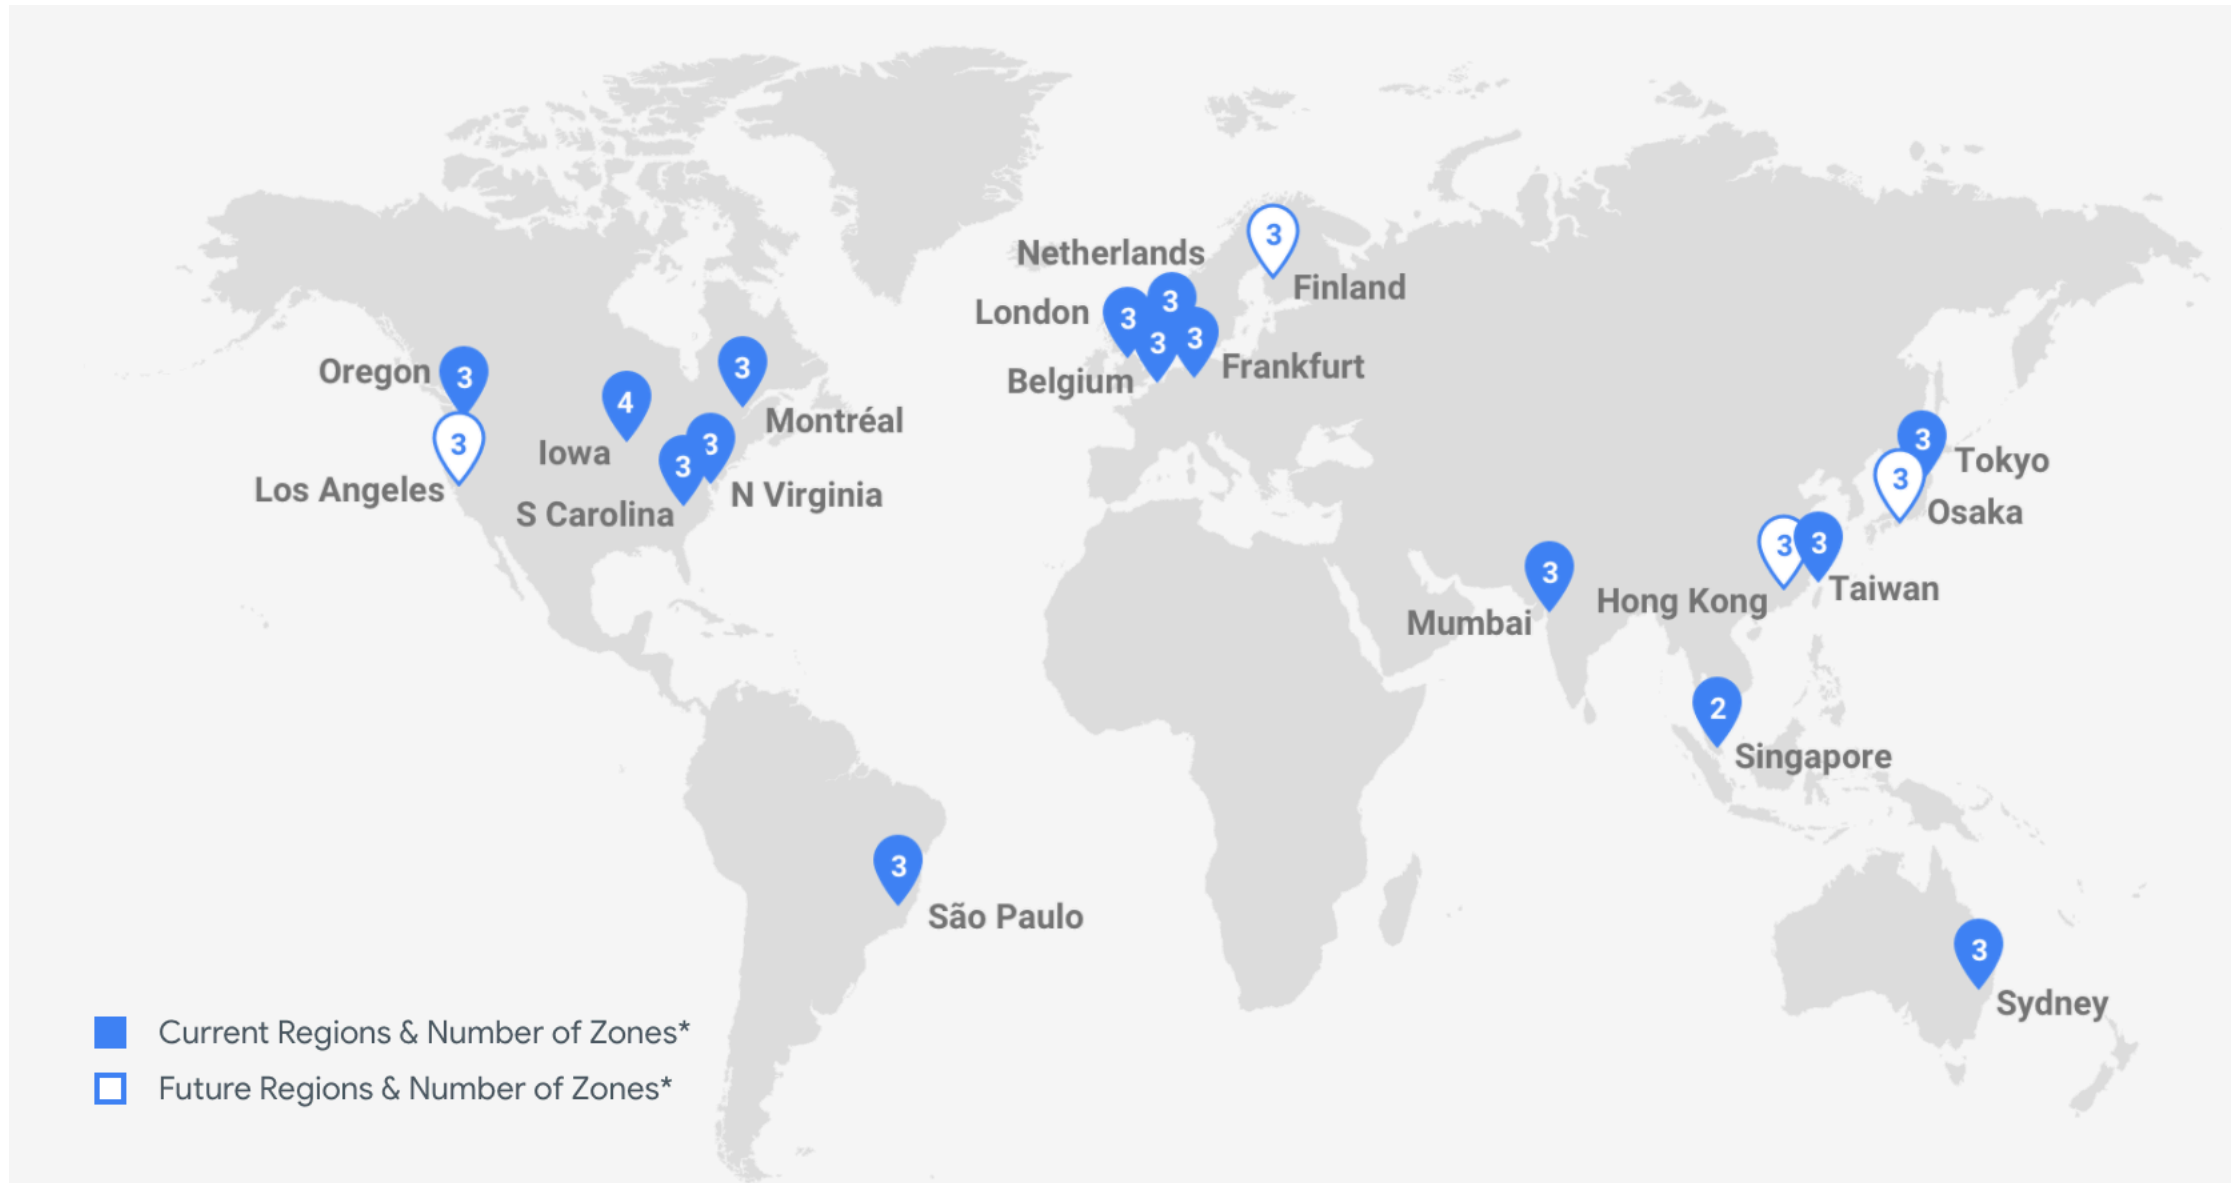 3
Netherlands
Finland
3
London
3
3
3
Frankfurt
Belgium
Oregon
3
3
Montréal
4
Iowa
3
Los Angeles
3
3
N Virginia
S Carolina
3
Tokyo
3
Osaka
3
3
Taiwan
Hong Kong
3
Mumbai
2
Singapore
3
São Paulo
3
Sydney
Current Regions & Number of Zones*
Future Regions & Number of Zones*